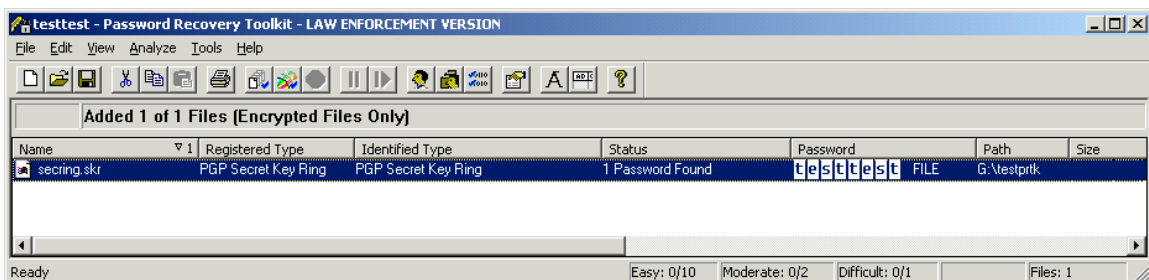 testtest - Password Recovery Toolkit - LAW ENFORCEMENT VERSION
File Edit View Analyze Tools Help
Added 1 of 1 Files (Encrypted Files Only)
Name 1 Registered Type Identified Type Status Password Path Size
secring.skr PGP Secret Key Ring PGP Secret Key Ring 1 Password Found testtest FILE G:\testprtk
Ready Easy: 0/10 Moderate: 0/2 Difficult: 0/1 Files: 1